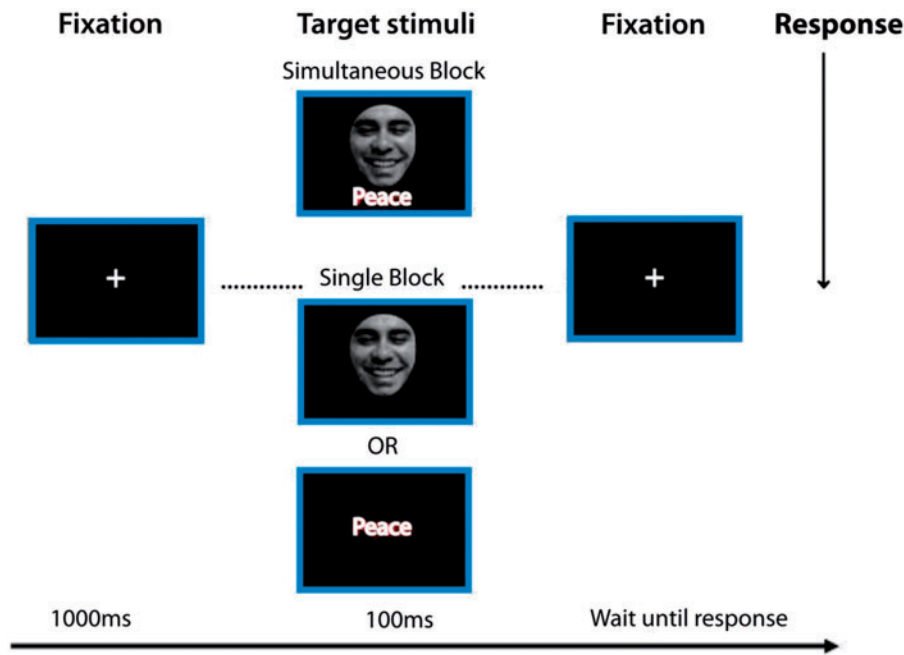 Fixation Target stimuli Fixation Response
Simultaneous Block
Peace
Single Block
OR
Peace
1000ms 100ms Wait until response